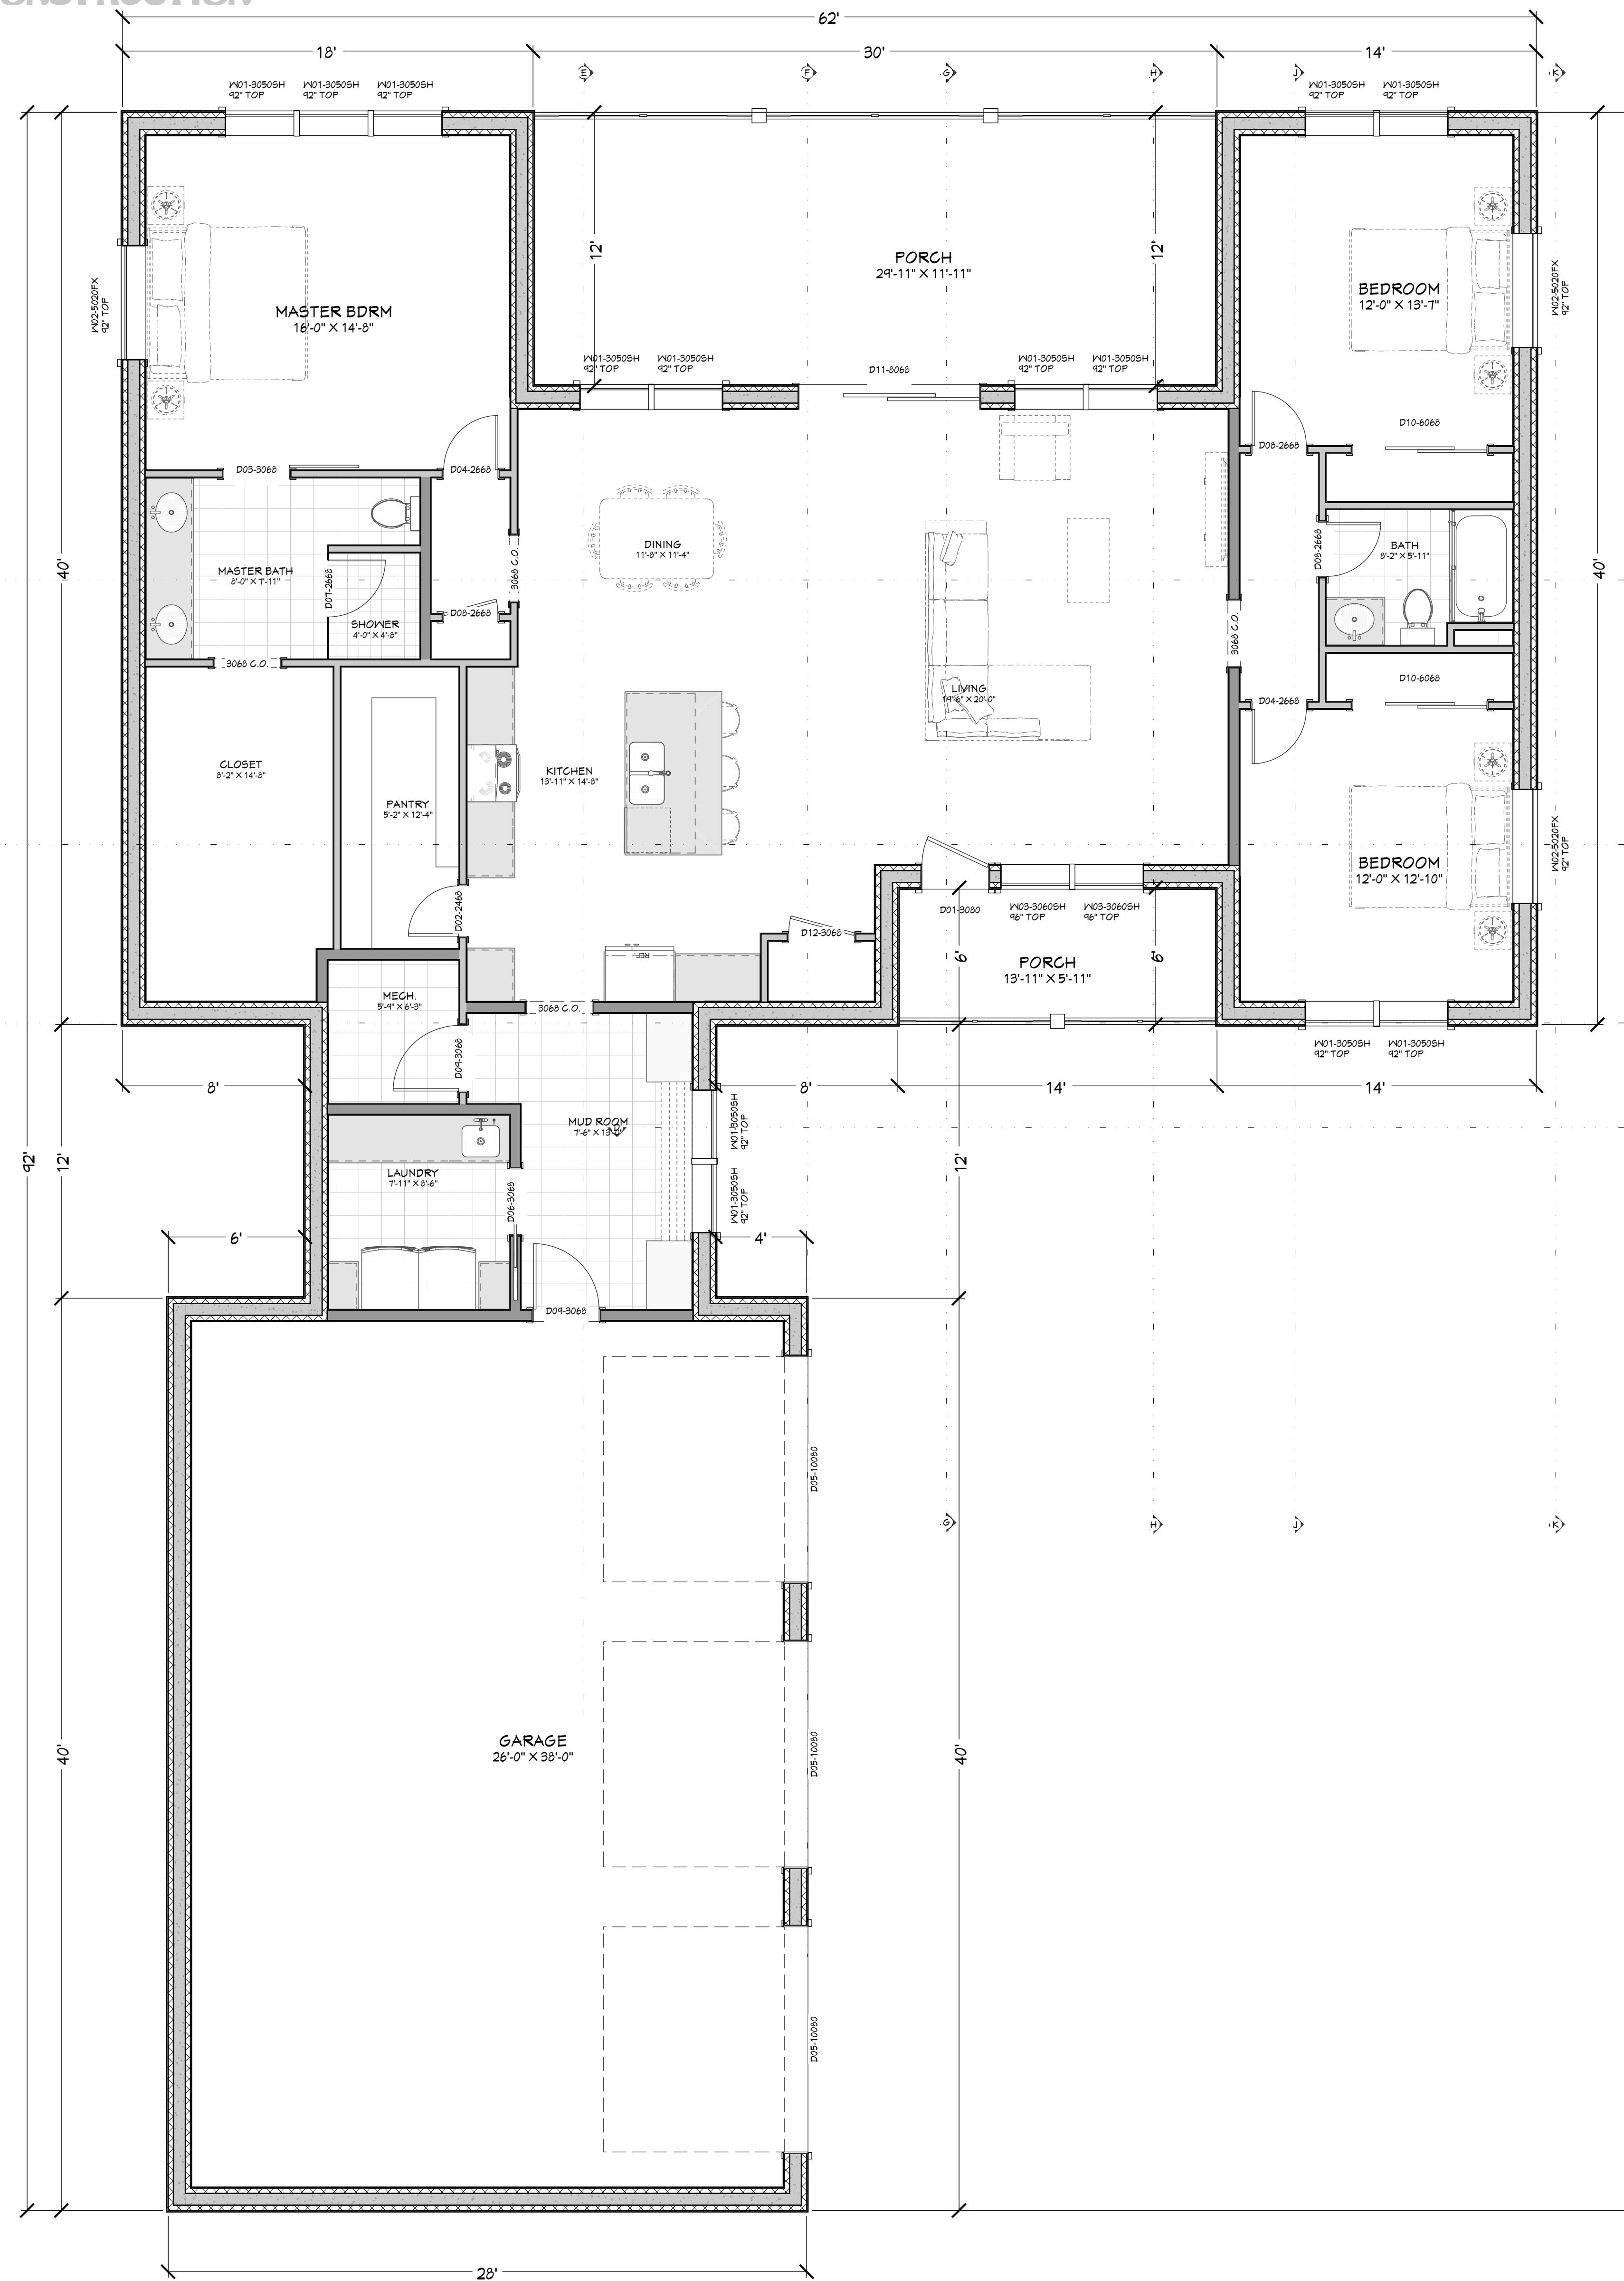 62'
18'
30'
14'
E
F
G
H
J
K
W01-3050SH
92" TOP
W01-3050SH
92" TOP
W01-3050SH
92" TOP
W01-3050SH
92" TOP
W01-3050SH
92" TOP
12'
12'
PORCH
29'-11" X 11'-11"
MASTER BDRM
16'-0" X 14'-8"
BEDROOM
12'-0" X 13'-7"
W02-5020FX
92" TOP
W02-5020FX
92" TOP
W01-3050SH
92" TOP
W01-3050SH
92" TOP
D11-8068
W01-3050SH
92" TOP
W01-3050SH
92" TOP
D10-6068
D03-3068
D04-2668
D08-2668
DINING
11'-8" X 11'-4"
BATH
8'-2" X 5'-11"
D08-2668
MASTER BATH
8'-0" X 7'-11"
D07-2668
3068 C.O.
40'
40'
SHOWER
4'-0" X 4'-8"
D08-2668
3068 C.O.
3068 C.O.
D10-6068
LIVING
19'-6" X 20'-0"
D04-2668
CLOSET
8'-2" X 14'-8"
KITCHEN
13'-11" X 14'-8"
PANTRY
5'-2" X 12'-4"
W02-5020FX
92" TOP
BEDROOM
12'-0" X 12'-10"
D02-2468
D01-3080
W03-3060SH
96" TOP
W03-3060SH
96" TOP
D12-3068
REF.
6'
6'
PORCH
13'-11" X 5'-11"
MECH.
5'-9" X 6'-3"
3068 C.O.
D09-3068
W01-3050SH
92" TOP
W01-3050SH
92" TOP
8'
8'
14'
14'
MUD ROOM
W01-3050SH
92" TOP
92'
12'
12'
LAUNDRY
7'-11" X 8'-6"
D06-3068
W01-3050SH
92" TOP
6'
4'
D09-3068
D05-10080
G
H
J
K
GARAGE
26'-0" X 38'-0"
D05-10080
40'
40'
D05-10080
28'